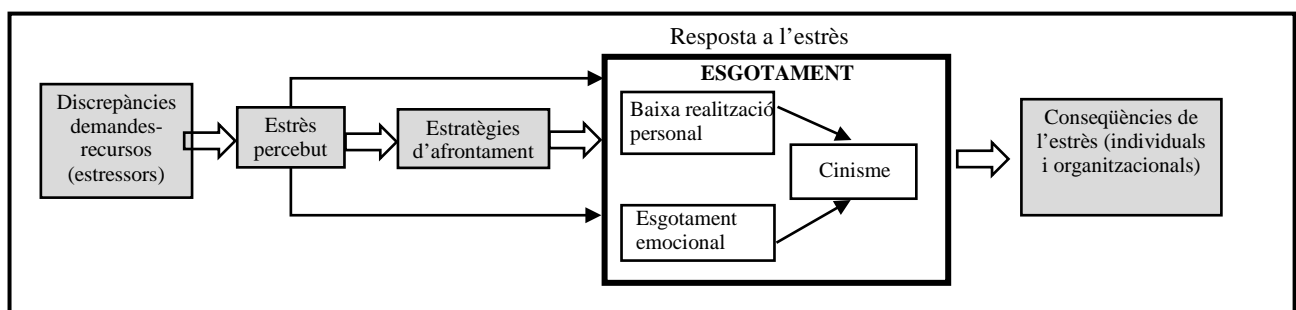 Resposta a l’estrès
ESGOTAMENT
Discrepàncies
demandes-
recursos
(estressors)
Estrès
percebut
Estratègies
d’afrontament
Baixa realització
personal
Cinisme
Esgotament
emocional
Conseqüències de
l’estrès (individuals
i organitzacionals)